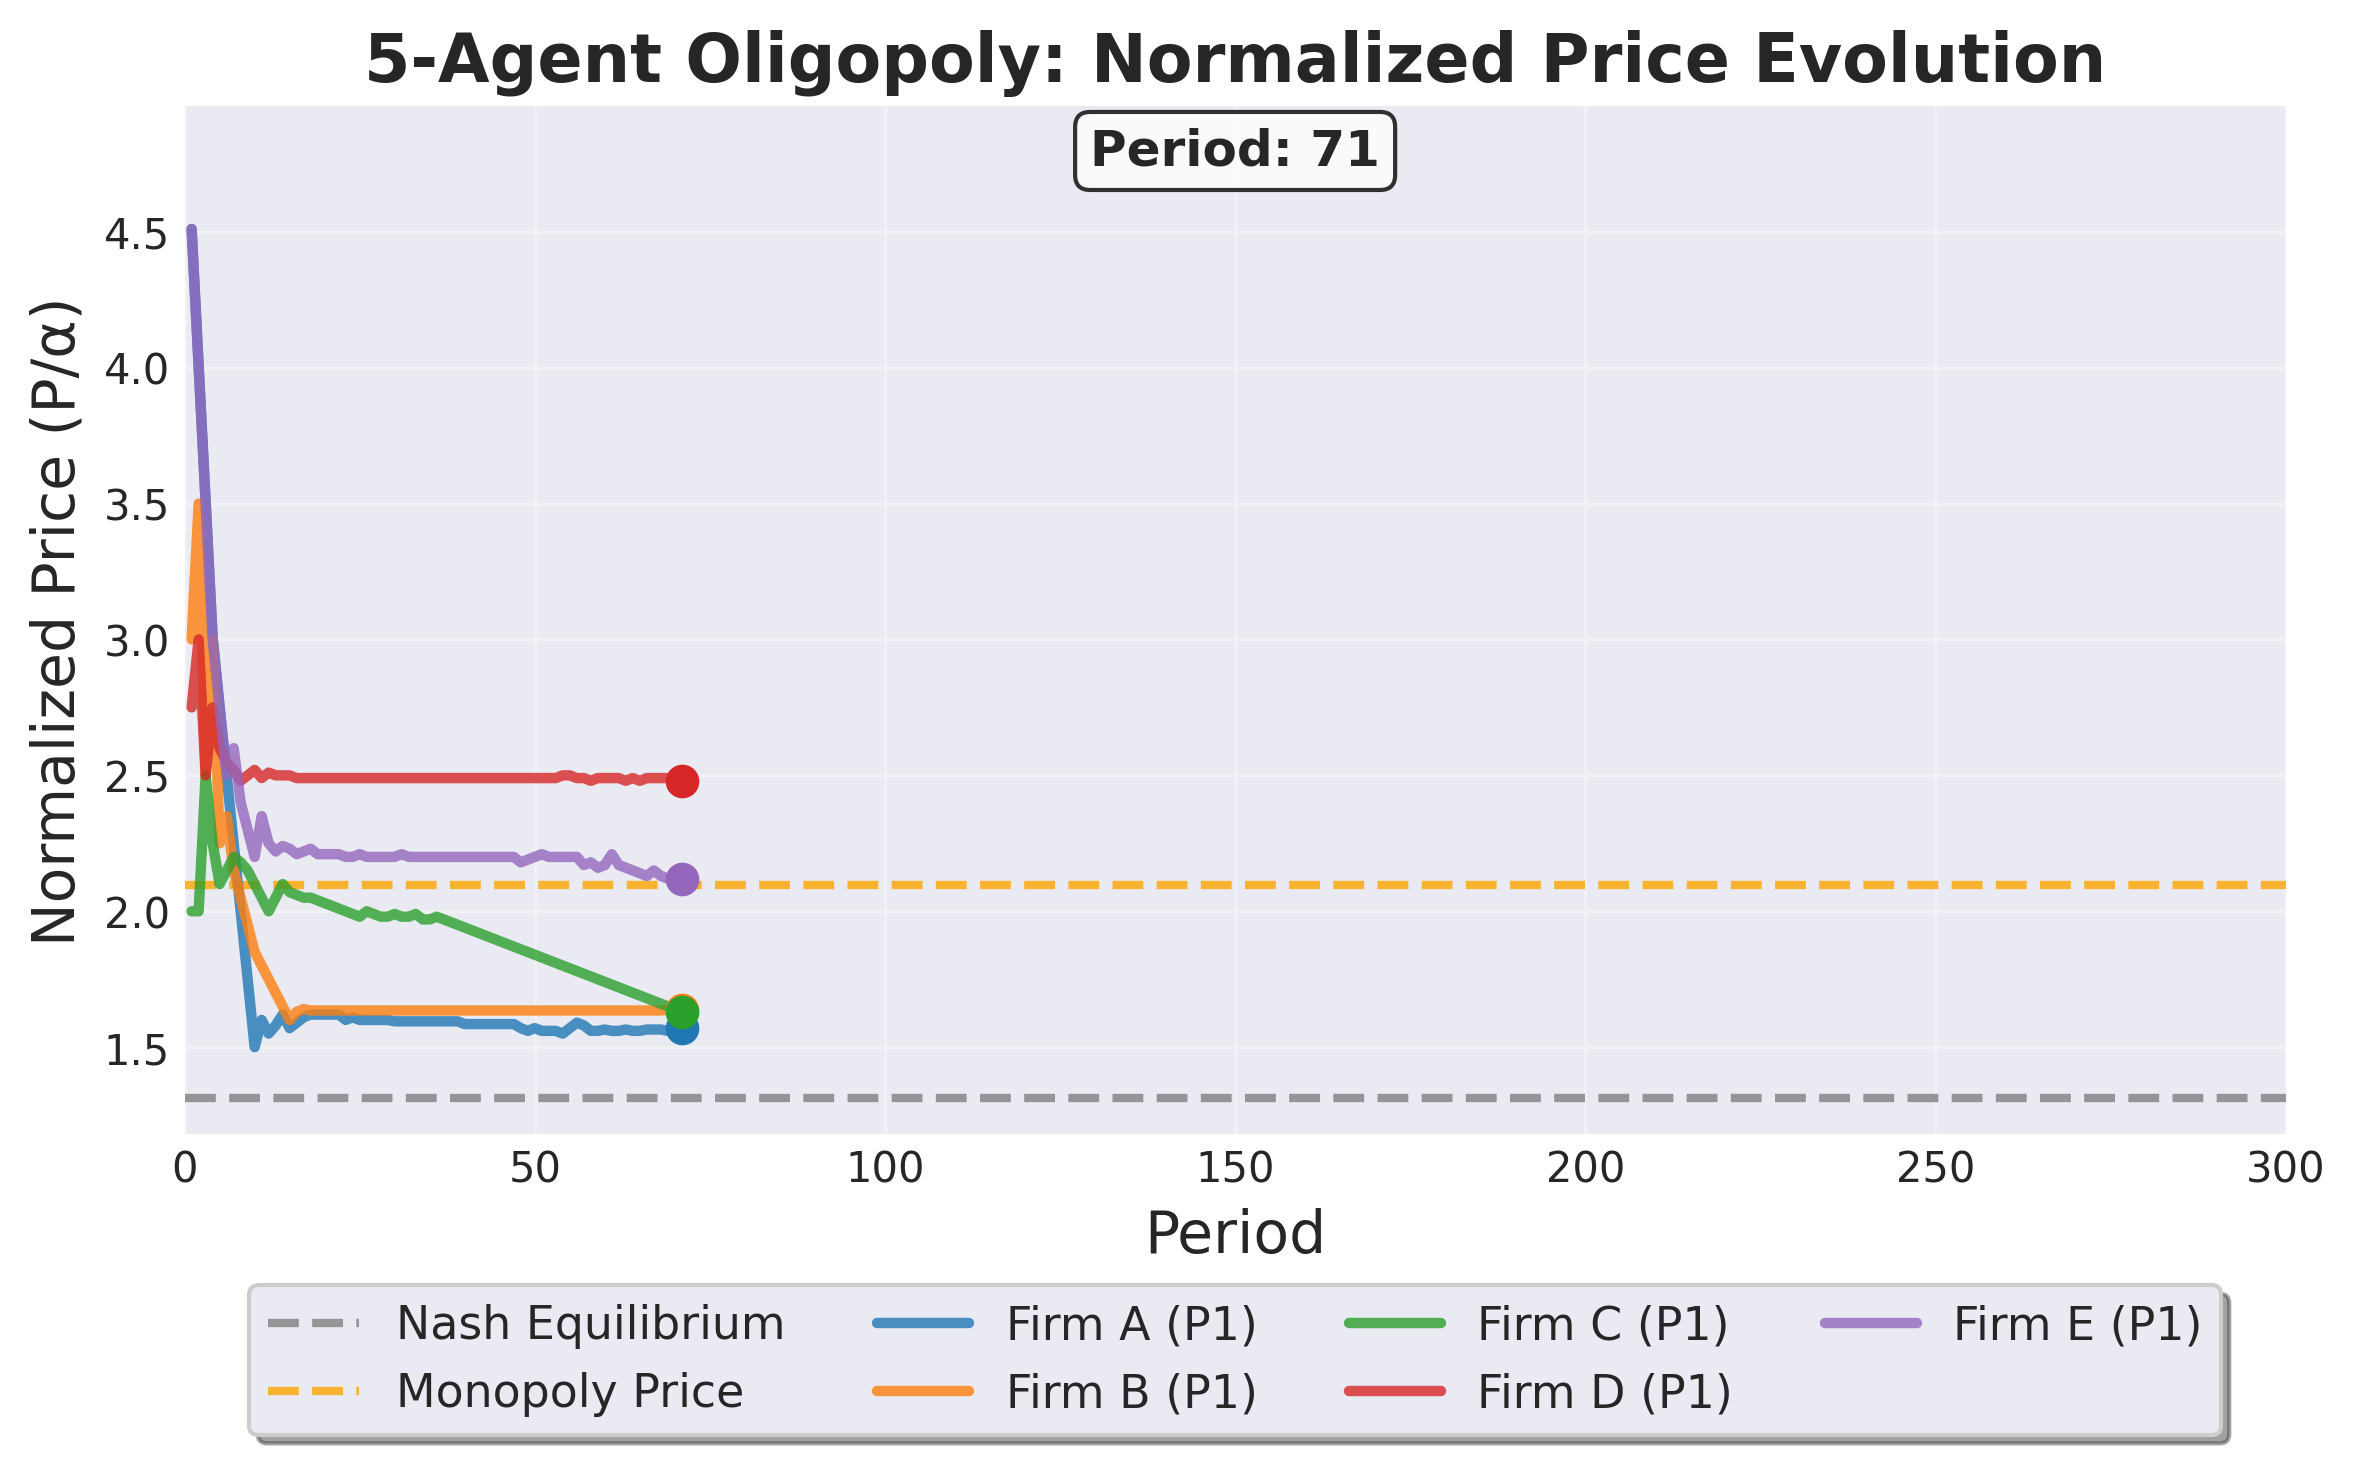 5-Agent Oligopoly: Normalized Price Evolution
Period: 71
Normalized Price (P/α)
4.5
4.0
3.5
3.0
2.5
2.0
1.5
0 50 100 150 200 250 300
Period
Nash Equilibrium Firm A (P1) Firm C (P1) Firm E (P1)
Monopoly Price Firm B (P1) Firm D (P1)